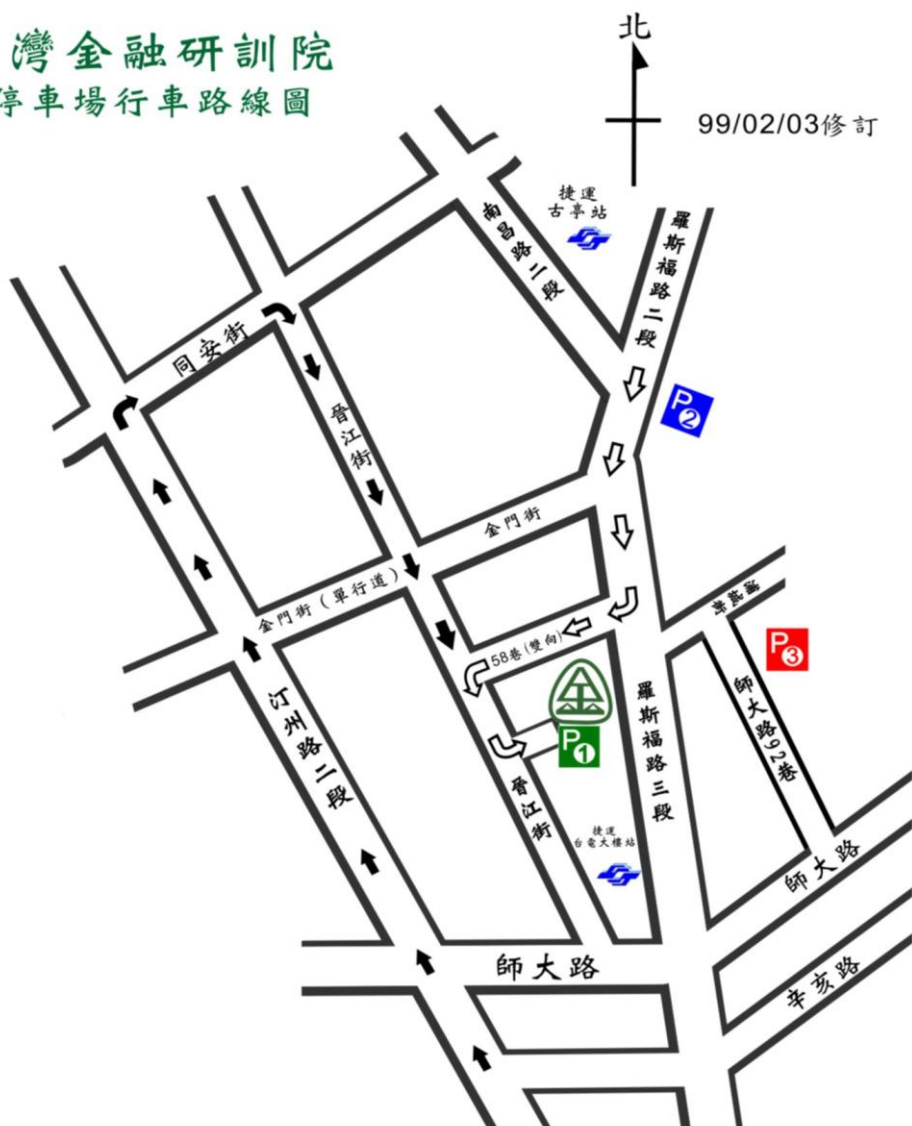 灣金融研訓院
停車場行車路線圖
北
99/02/03修訂
捷運
古亭站
南昌路二段
羅斯福路二段
同安街
P2
晉江街
金門街
金門街(單行道)
浦城街
58巷(雙向)
P3
金
師大路92巷
汀州路二段
羅斯福路三段
P1
晉江街
捷運
台電大樓站
師大路
師大路
辛亥路